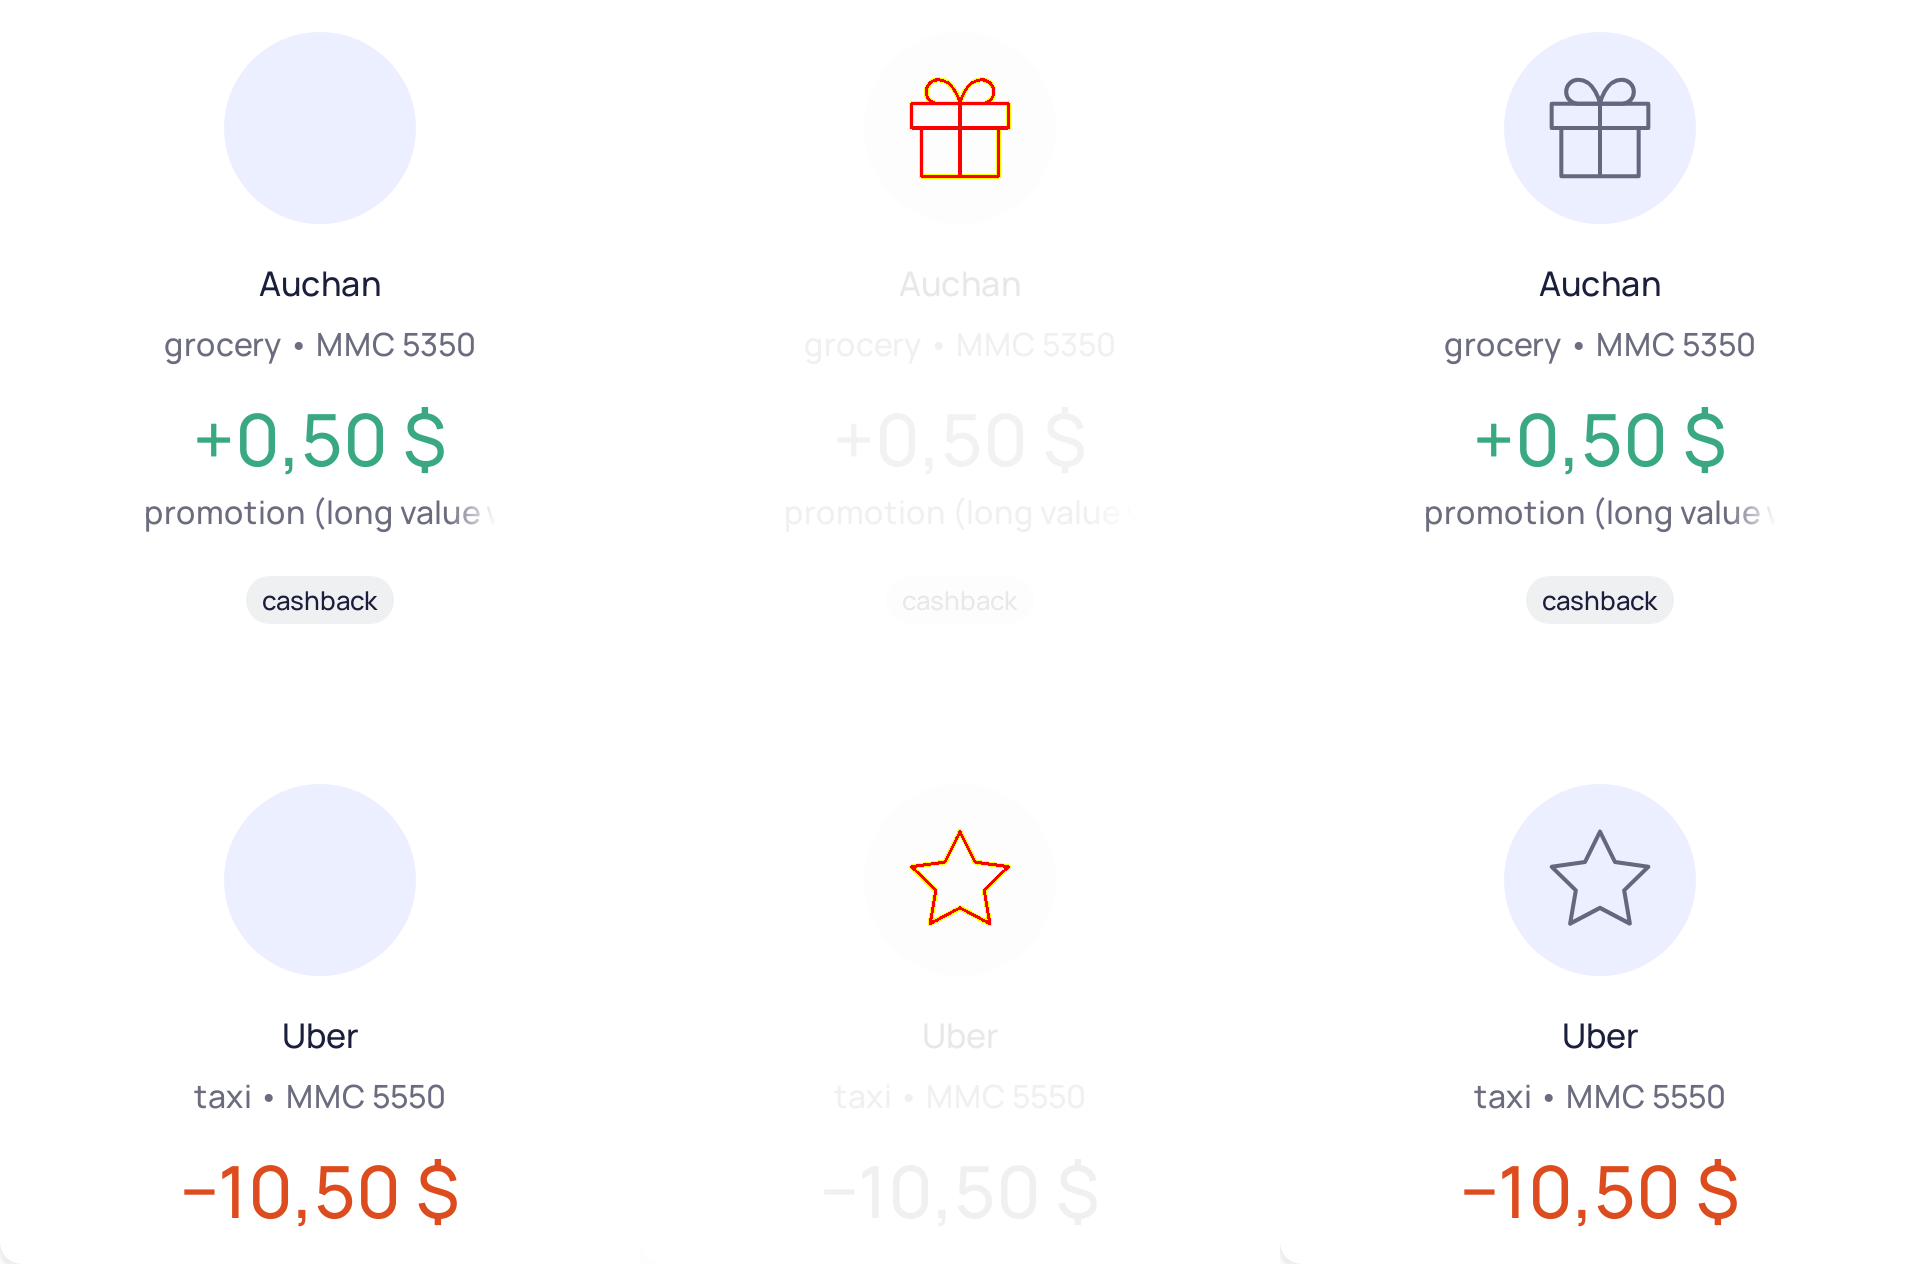 Auchan
grocery • MMC 5350
+0,50 $
promotion (long value
cashback
Uber
taxi • MMC 5550
−10,50 $
Auchan
grocery • MMC 5350
+0,50 $
promotion (long value
cashback
Uber
taxi • MMC 5550
−10,50 $
Auchan
grocery • MMC 5350
+0,50 $
promotion (long value
cashback
Uber
taxi • MMC 5550
−10,50 $